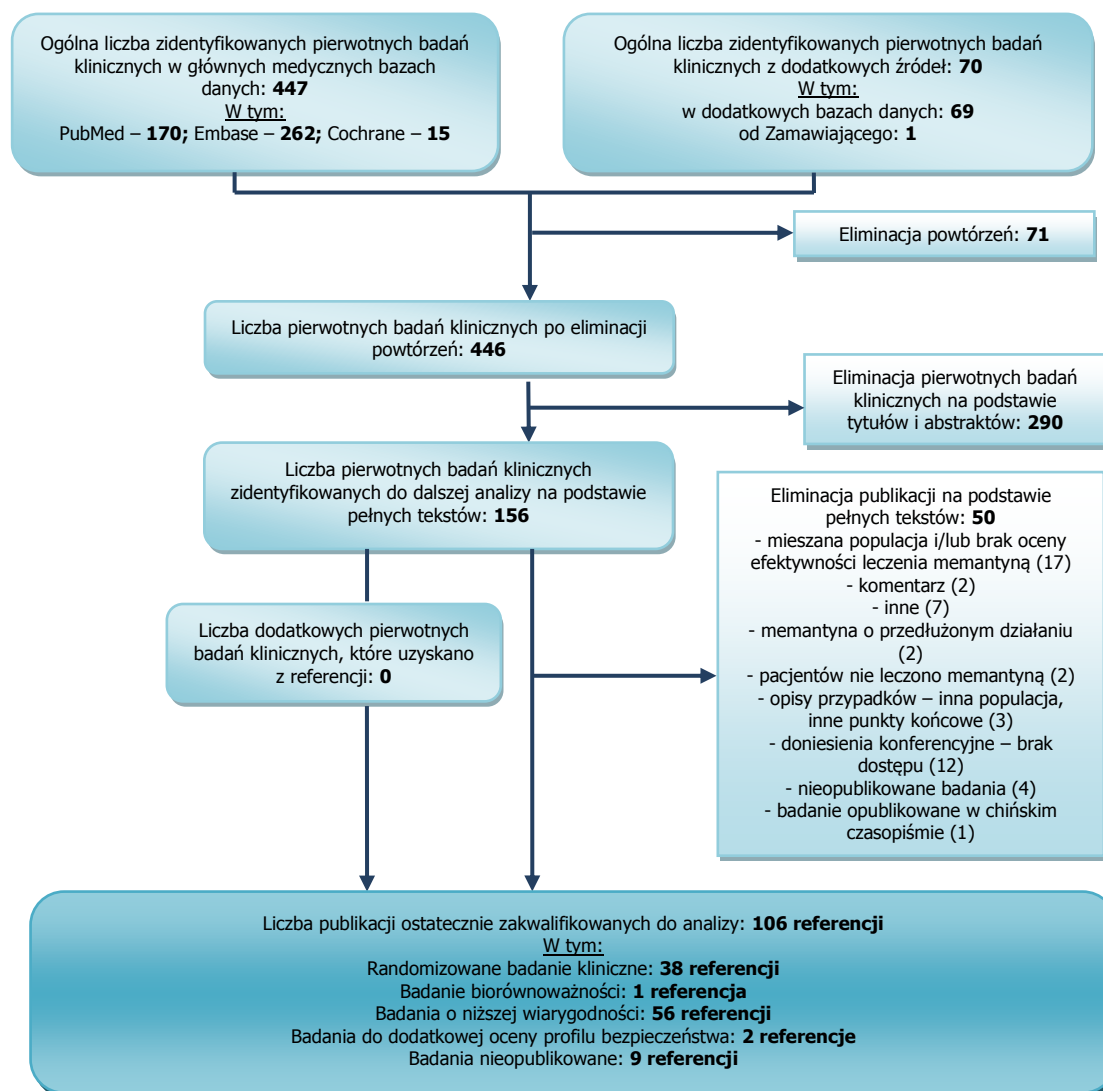 Ogólna liczba zidentyfikowanych pierwotnych badań
klinicznych w głównych medycznych bazach
danych: 447
W tym:
PubMed – 170; Embase – 262; Cochrane – 15
Ogólna liczba zidentyfikowanych pierwotnych badań
klinicznych z dodatkowych źródeł: 70
W tym:
w dodatkowych bazach danych: 69
od Zamawiającego: 1
Eliminacja powtórzeń: 71
Liczba pierwotnych badań klinicznych po eliminacji
powtórzeń: 446
Eliminacja pierwotnych badań
klinicznych na podstawie
tytułów i abstraktów: 290
Liczba pierwotnych badań klinicznych
zidentyfikowanych do dalszej analizy na podstawie
pełnych tekstów: 156
Eliminacja publikacji na podstawie
pełnych tekstów: 50
- mieszana populacja i/lub brak oceny
efektywności leczenia memantyną (17)
- komentarz (2)
- inne (7)
- memantyna o przedłużonym działaniu
(2)
- pacjentów nie leczono memantyną (2)
- opisy przypadków – inna populacja,
inne punkty końcowe (3)
- doniesienia konferencyjne – brak
dostępu (12)
- nieopublikowane badania (4)
- badanie opublikowane w chińskim
czasopiśmie (1)
Liczba dodatkowych pierwotnych
badań klinicznych, które uzyskano
z referencji: 0
Liczba publikacji ostatecznie zakwalifikowanych do analizy: 106 referencji
W tym:
Randomizowane badanie kliniczne: 38 referencji
Badanie biorównoważności: 1 referencja
Badania o niższej wiarygodności: 56 referencji
Badania do dodatkowej oceny profilu bezpieczeństwa: 2 referencje
Badania nieopublikowane: 9 referencji